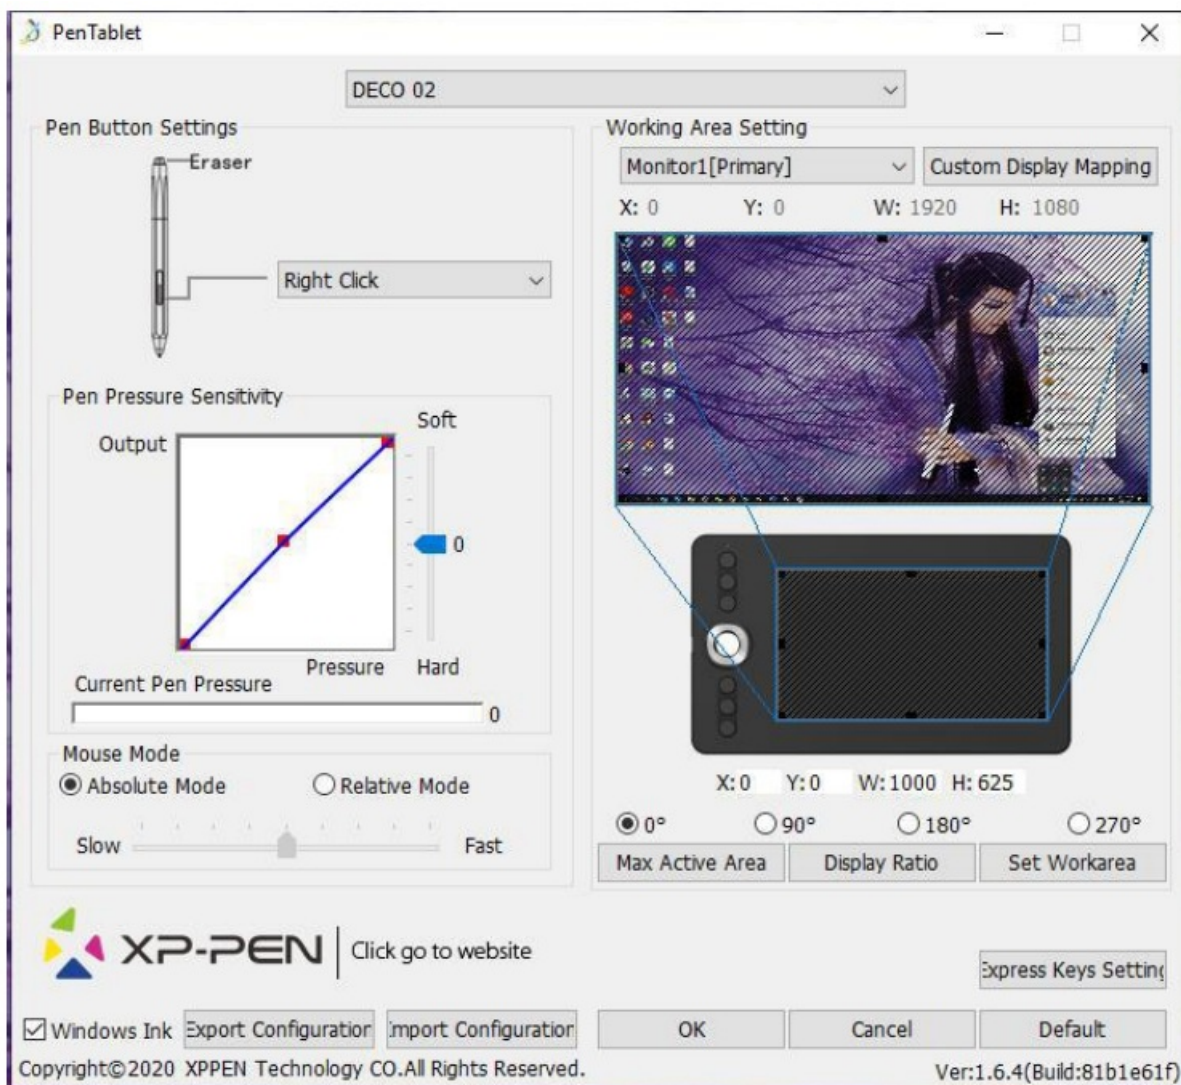 PenTablet
DECO 02
Pen Button Settings
Eraser
Right Click
Pen Pressure Sensitivity
Output
Soft
0
Pressure
Hard
Current Pen Pressure
0
Mouse Mode
Absolute Mode
Relative Mode
Slow
Fast
Working Area Setting
Monitor1[Primary]
Custom Display Mapping
X: 0 Y: 0 W: 1920 H: 1080
X: 0 Y: 0 W: 1000 H: 625
0° 90° 180° 270°
Max Active Area
Display Ratio
Set Workarea
XP-PEN
Click go to website
Express Keys Setting
Windows Ink
Export Configuration
Import Configuration
OK
Cancel
Default
Copyright©2020 XPPEN Technology CO.All Rights Reserved.
Ver:1.6.4(Build:81b1e61f)